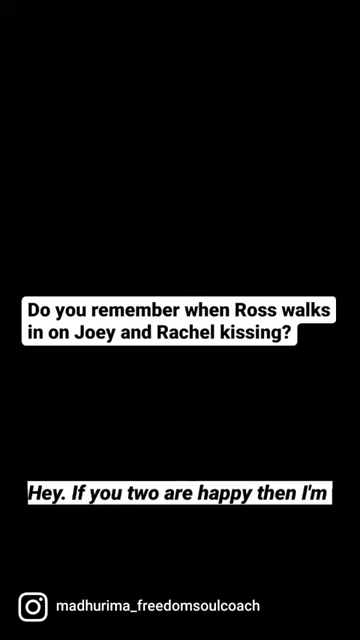 Do you remember when Ross walks
in on Joey and Rachel kissing?
Hey. If you two are happy then I'm
madhurima_freedomsoulcoach